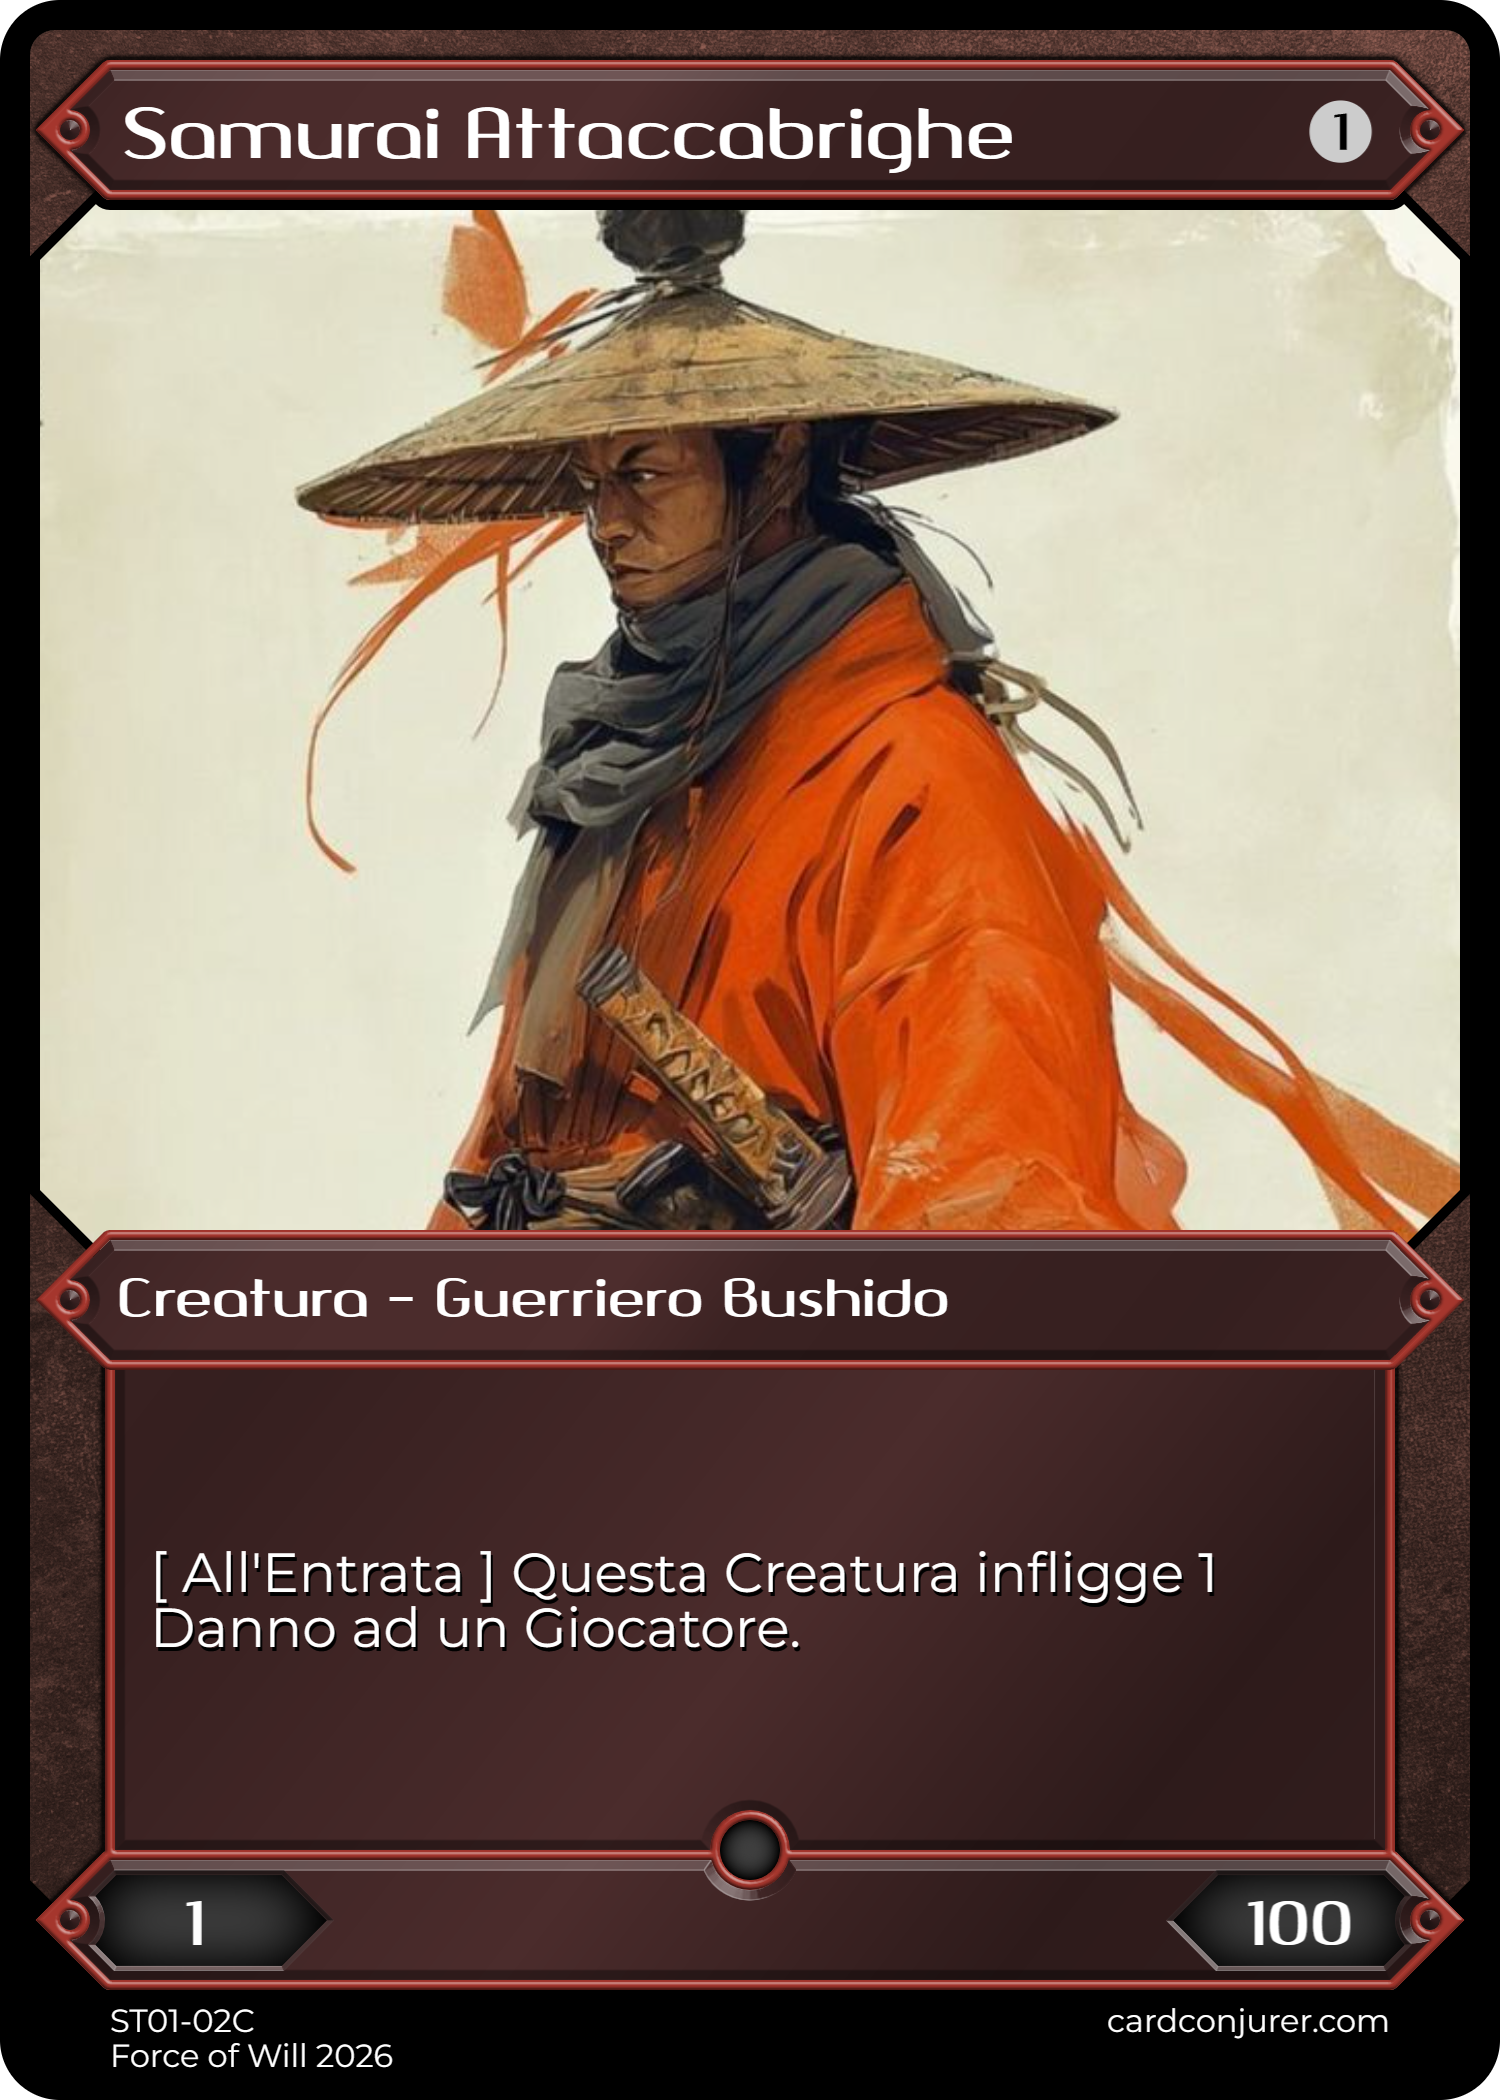 Samurai Attaccabrighe 1
Creatura - Guerriero Bushido
[ All'Entrata ] Questa Creatura infligge 1
Danno ad un Giocatore.
1 100
ST01-02C cardconjurer.com
Force of Will 2026